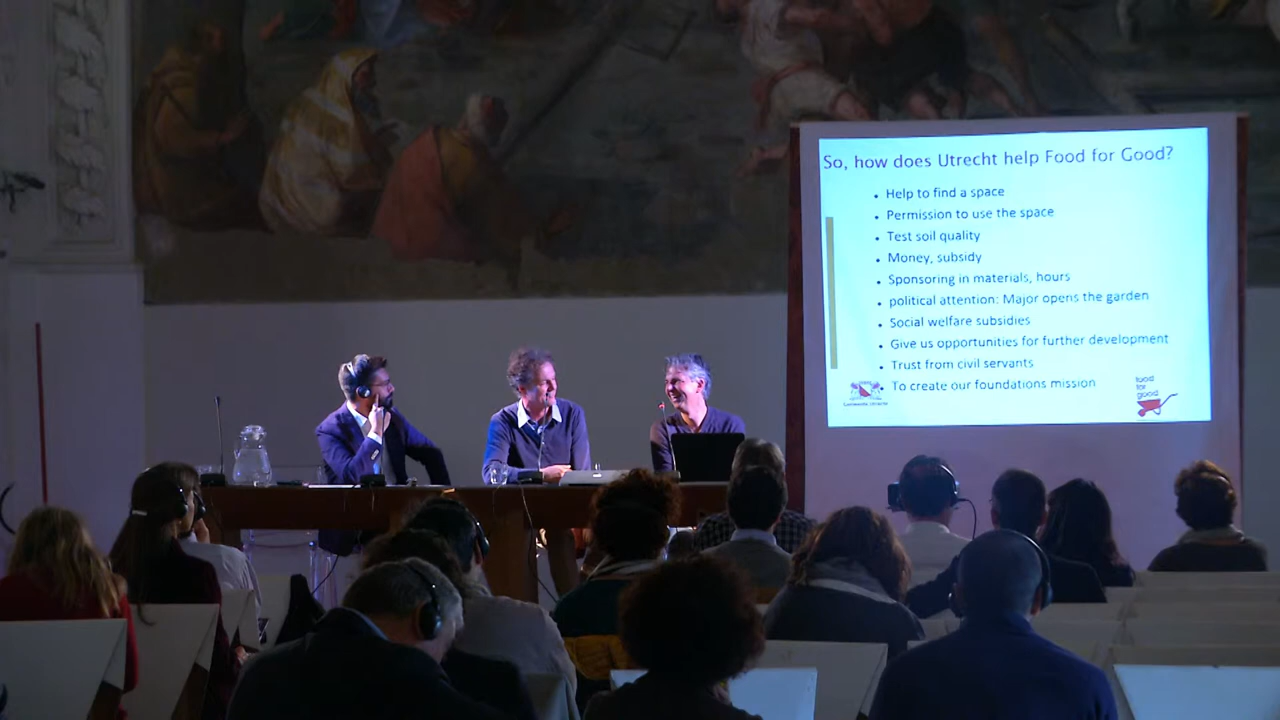 So, how does Utrecht help Food for Good?
• Help to find a space
• Permission to use the space
• Test soil quality
• Money, subsidy
• Sponsoring in materials, hours
• political attention: Major opens the garden
• Social welfare subsidies
• Give us opportunities for further development
• Trust from civil servants
• To create our foundations mission
Gemeente Utrecht
food
for
good